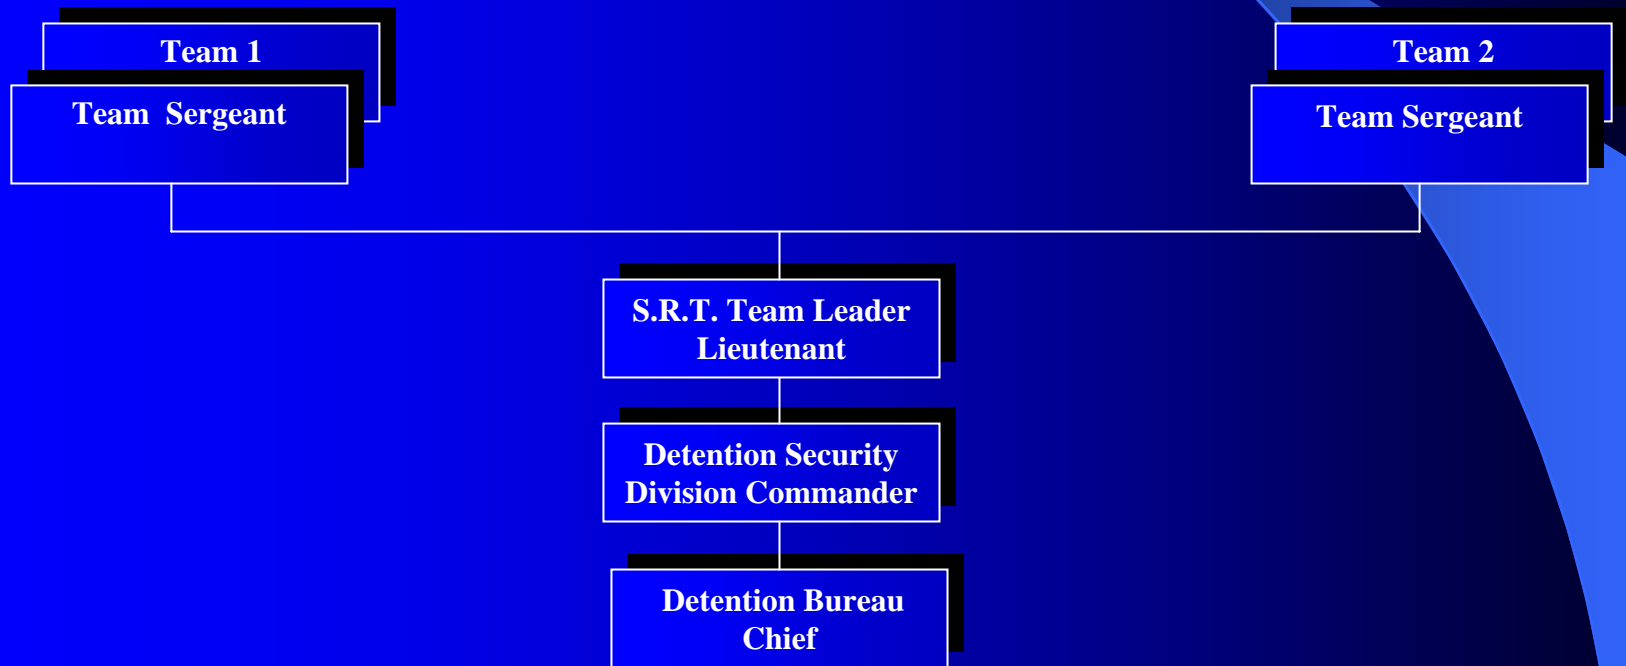 Team 1
Team Sergeant
Team 2
Team Sergeant
S.R.T. Team Leader
Lieutenant
Detention Security
Division Commander
Detention Bureau
Chief